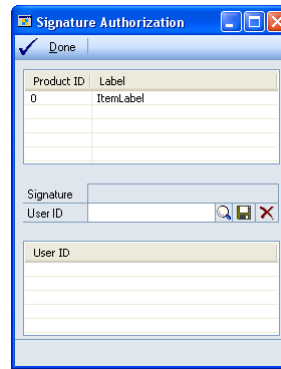 Signature Authorization
Done
Product ID Label
0 ItemLabel
Signature
User ID
User ID